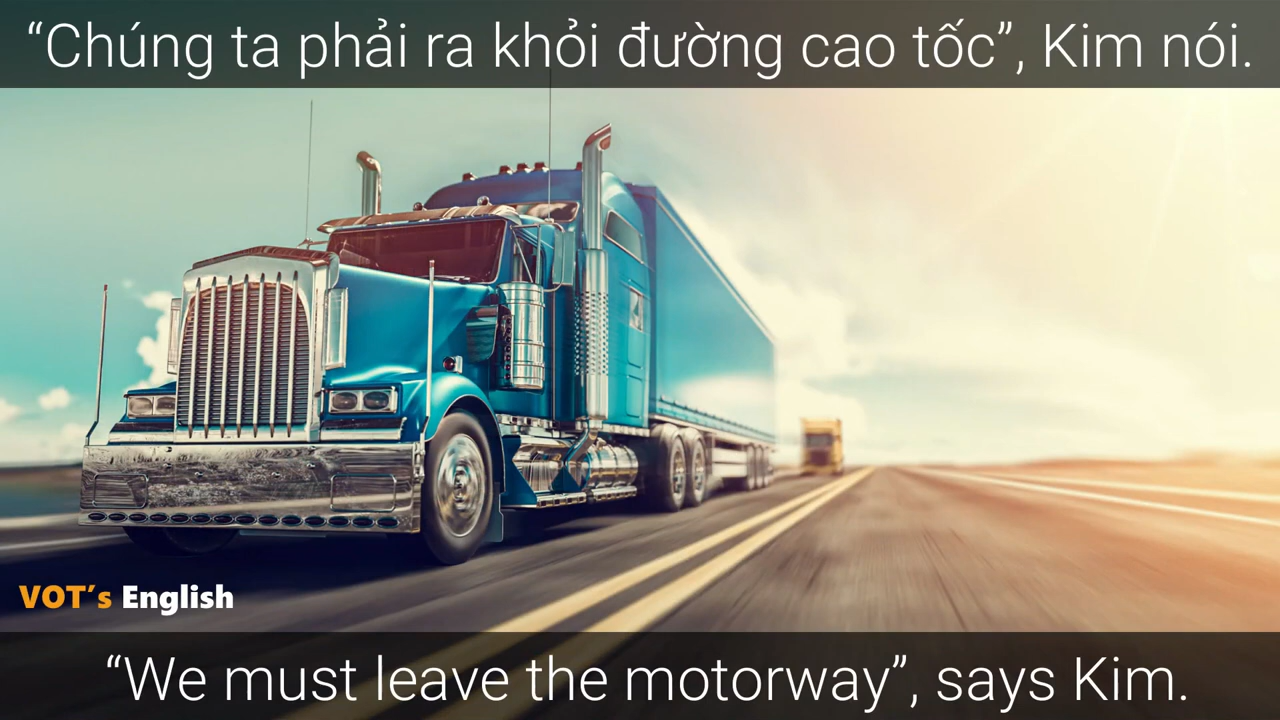 “Chúng ta phải ra khỏi đường cao tốc”, Kim nói.
VOT’s English
“We must leave the motorway”, says Kim.